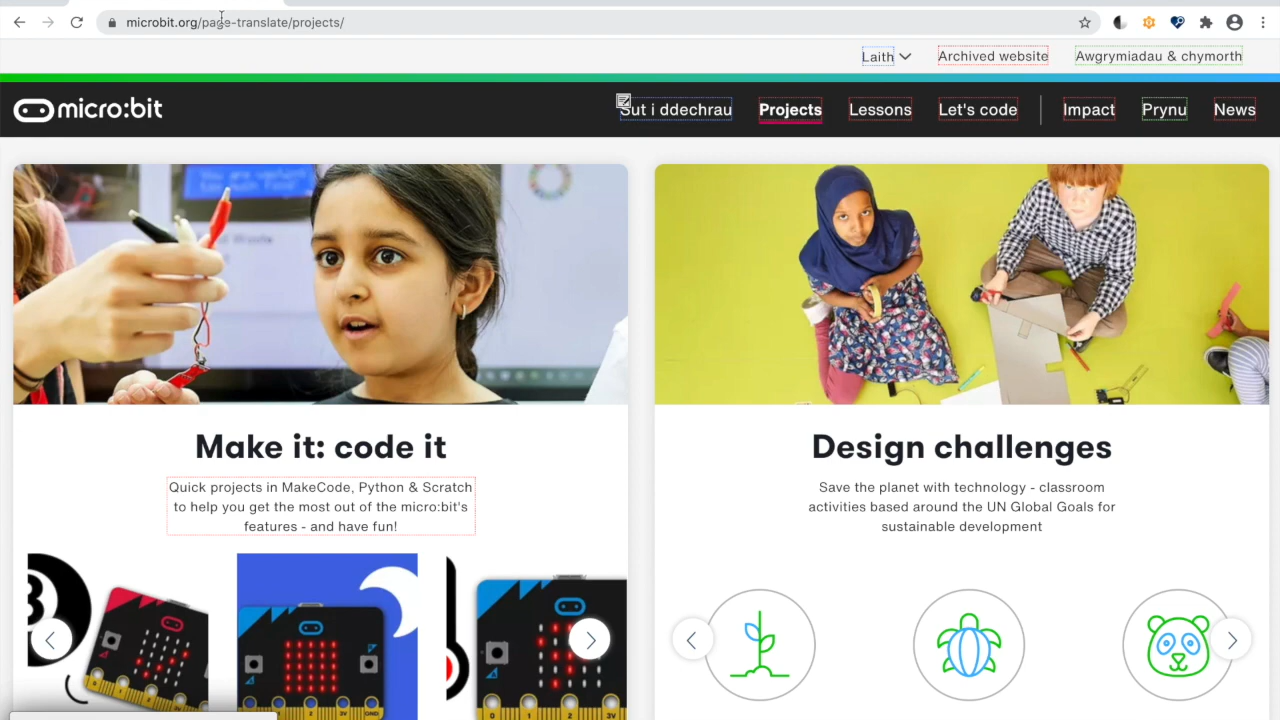 microbit.org/page-translate/projects/
Laith
Archived website
Awgrymiadau & chymorth
micro:bit
Sut i ddechrau
Projects
Lessons
Let's code
Impact
Prynu
News
Make it: code it
Quick projects in MakeCode, Python & Scratch
to help you get the most out of the micro:bit's
features - and have fun!
Design challenges
Save the planet with technology - classroom
activities based around the UN Global Goals for
sustainable development